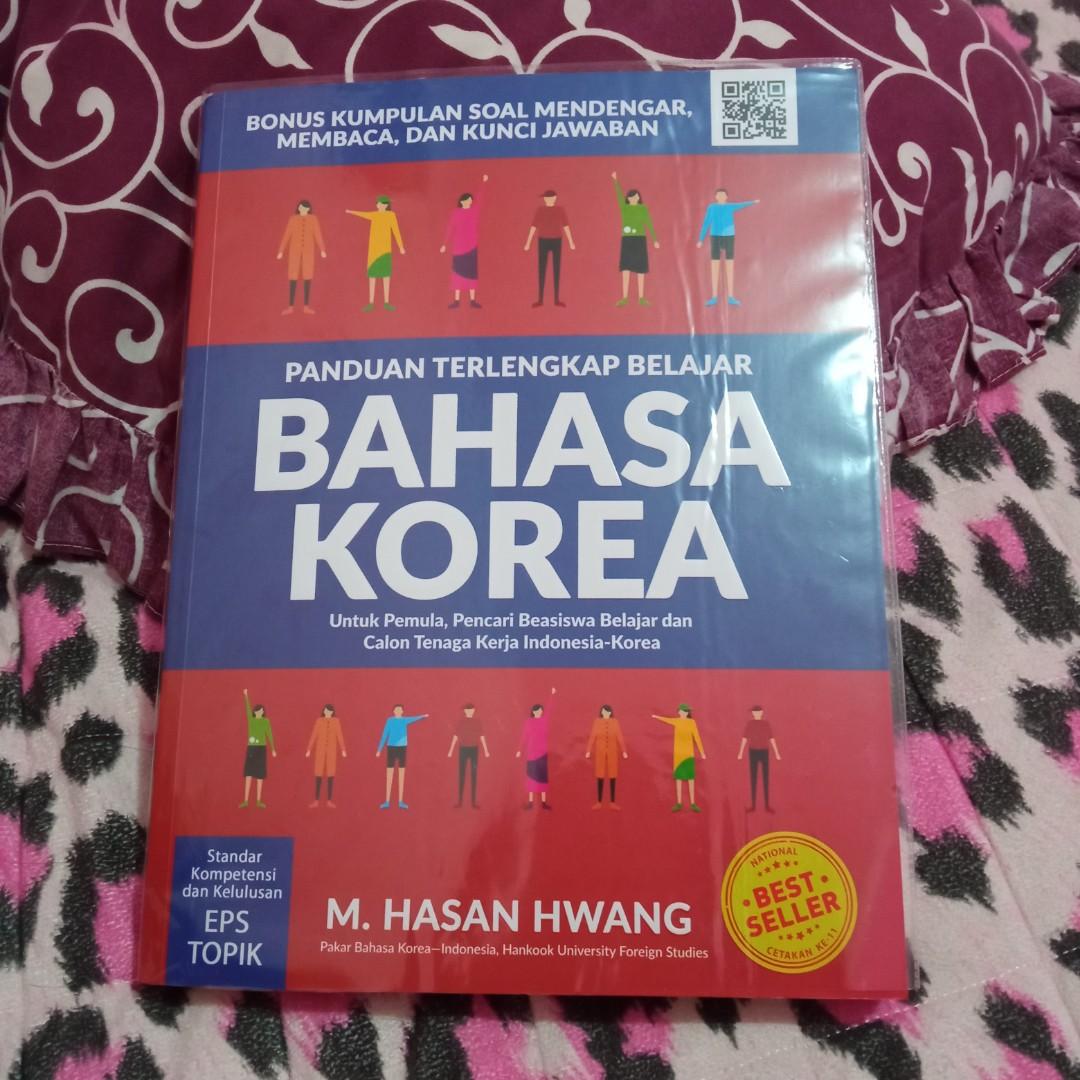 BONUS KUMPULAN SOAL MENDENGAR,
MEMBACA, DAN KUNCI JAWABAN
PANDUAN TERLENGKAP BELAJAR
BAHASA
KOREA
Untuk Pemula, Pencari Beasiswa Belajar dan
Calon Tenaga Kerja Indonesia-Korea
Standar
Kompetensi
dan Kelulusan
EPS
TOPIK
M. HASAN HWANG
Pakar Bahasa Korea—Indonesia, Hankook University Foreign Studies
NATIONAL
BEST
SELLER
CETAKAN KE-11